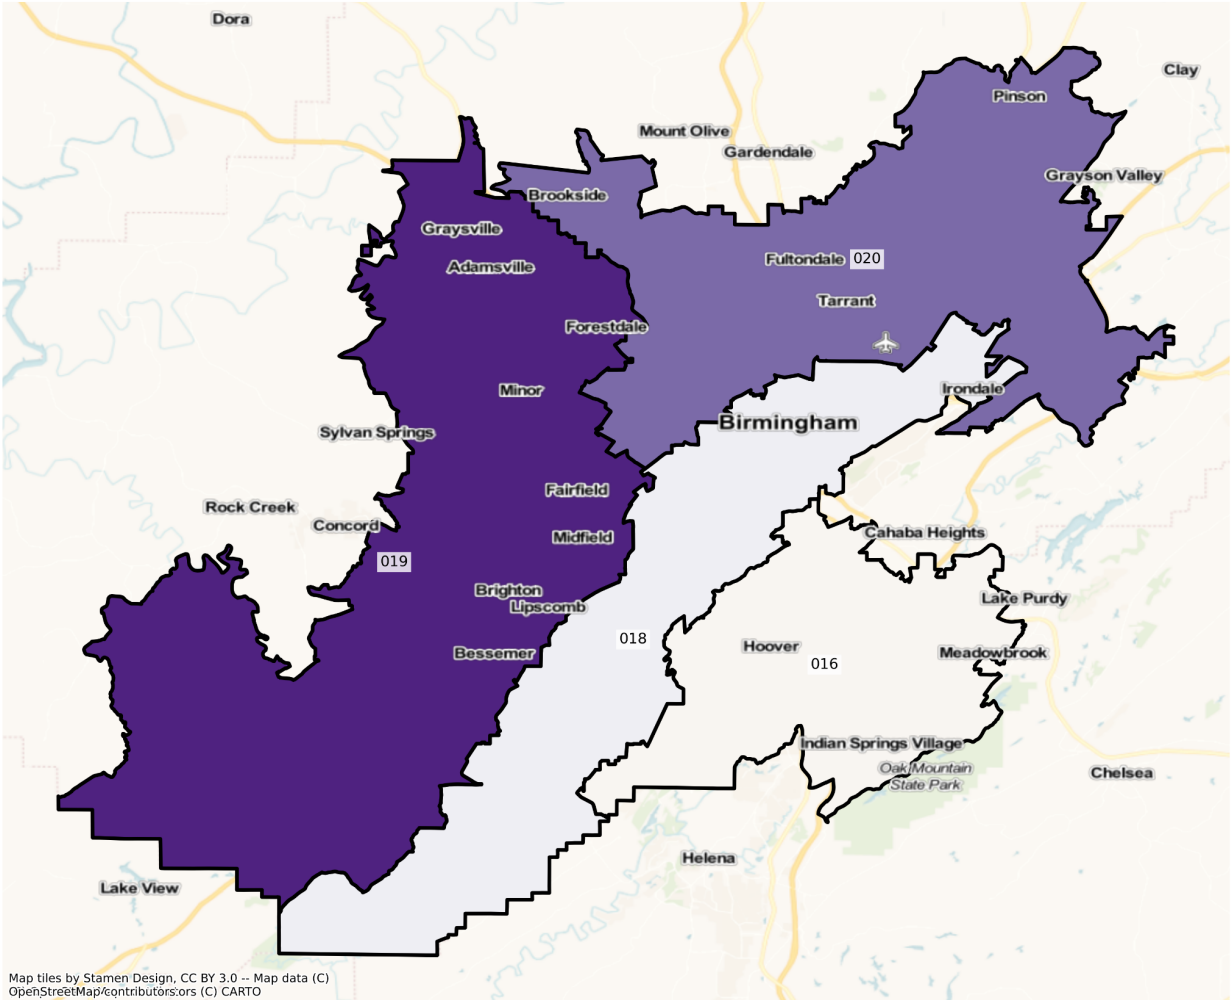 Dora
Clay
Pinson
Mount Olive
Gardendale
Grayson Valley
Brookside
Graysville
Fultondale 020
Adamsville
Tarrant
Forestdale
Minor
Irondale
Birmingham
Sylvan Springs
Fairfield
Rock Creek
Concord
Cahaba Heights
Midfield
019
Brighton
Lake Purdy
Lipscomb
018
Hoover
Bessemer
Meadowbrook
016
Indian Springs Village
Oak Mountain
State Park
Chelsea
Helena
Lake View
Map tiles by Stamen Design, CC BY 3.0 -- Map data (C)
OpenStreetMap contributors (C) CARTO